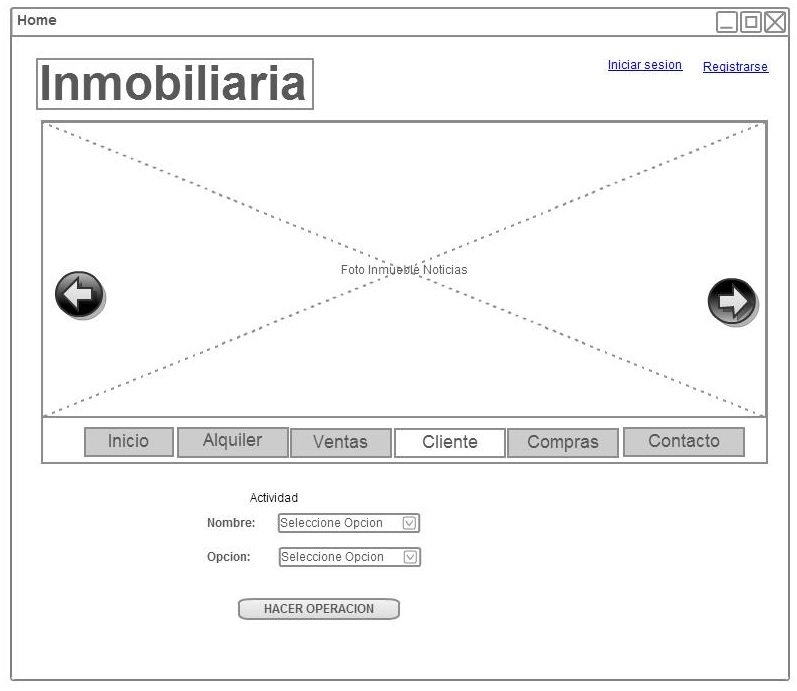 Home
Inmobiliaria
Iniciar sesion Registrarse
Foto Inmueble Noticias
Inicio Alquiler Ventas Cliente Compras Contacto
Actividad
Nombre: Seleccione Opcion
Opcion: Seleccione Opcion
HACER OPERACION